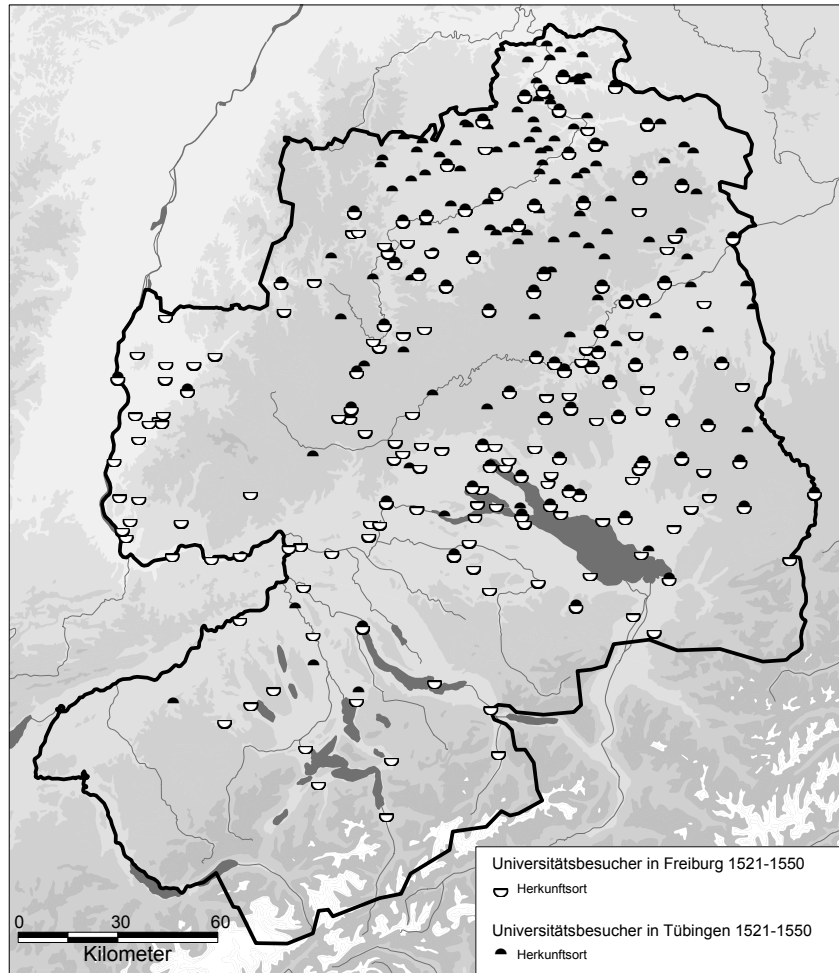 Universitätsbesucher in Freiburg 1521-1550
Herkunftsort
Universitätsbesucher in Tübingen 1521-1550
Herkunftsort
0 30 60
Kilometer